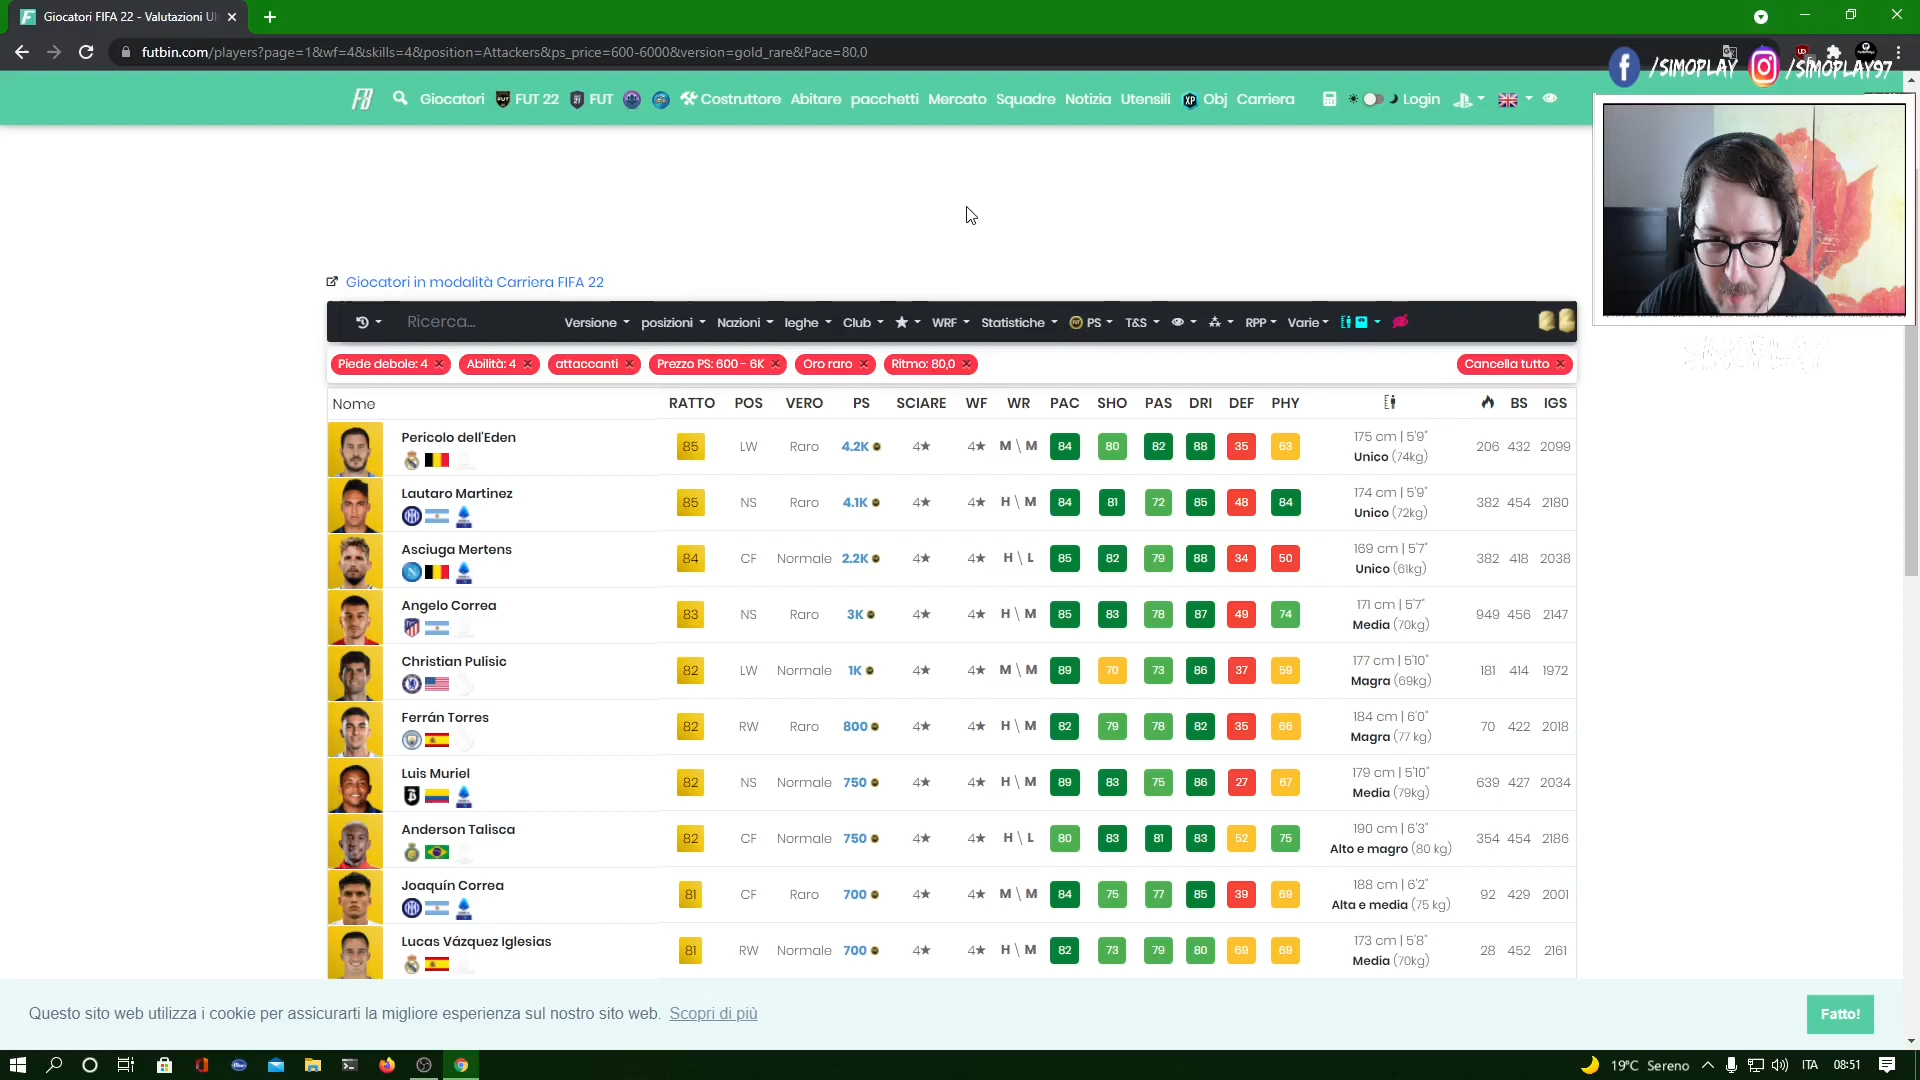 Giocatori FIFA 22 - Valutazioni Ul
futbin.com/players?page=1&wf=4&skills=4&position=Attackers&ps_price=600-6000&version=gold_rare&Pace=80,0
/SIMOPLAY /SIMOPLAY97
Giocatori FUT 22 FUT Costruttore Abitare pacchetti Mercato Squadre Notizia Utensili Obj Carriera Login
SIMOPLAY
Giocatori in modalità Carriera FIFA 22
Ricerca... Versione posizioni Nazioni leghe Club WRF Statistiche PS T&S RPP Varie
Piede debole: 4 Abilità: 4 attaccanti Prezzo PS: 600 - 6K Oro raro Ritmo: 80,0 Cancella tutto
Nome RATTO POS VERO PS SCIARE WF WR PAC SHO PAS DRI DEF PHY BS IGS
Pericolo dell'Eden 85 LW Raro 4.2K 4★ 4★ M \ M 84 80 82 88 35 63 175 cm | 5'9" Unico (74kg) 206 432 2099
Lautaro Martinez 85 NS Raro 4.1K 4★ 4★ H \ M 84 81 72 85 48 84 174 cm | 5'9" Unico (72kg) 382 454 2180
Asciuga Mertens 84 CF Normale 2.2K 4★ 4★ H \ L 85 82 79 88 34 50 169 cm | 5'7" Unico (61kg) 382 418 2038
Angelo Correa 83 NS Raro 3K 4★ 4★ H \ M 85 83 78 87 49 74 171 cm | 5'7" Media (70kg) 949 456 2147
Christian Pulisic 82 LW Normale 1K 4★ 4★ M \ M 89 70 73 86 37 59 177 cm | 5'10" Magra (69kg) 181 414 1972
Ferrán Torres 82 RW Raro 800 4★ 4★ H \ M 82 79 78 82 35 66 184 cm | 6'0" Magra (77 kg) 70 422 2018
Luis Muriel 82 NS Normale 750 4★ 4★ H \ M 89 83 75 86 27 67 179 cm | 5'10" Media (79kg) 639 427 2034
Anderson Talisca 82 CF Normale 750 4★ 4★ H \ L 80 83 81 83 52 75 190 cm | 6'3" Alto e magro (80 kg) 354 454 2186
Joaquín Correa 81 CF Raro 700 4★ 4★ M \ M 84 75 77 85 39 69 188 cm | 6'2" Alta e media (75 kg) 92 429 2001
Lucas Vázquez Iglesias 81 RW Normale 700 4★ 4★ H \ M 82 73 79 80 69 69 173 cm | 5'8" Media (70kg) 28 452 2161
Questo sito web utilizza i cookie per assicurarti la migliore esperienza sul nostro sito web. Scopri di più Fatto!
19°C Sereno ITA 08:51